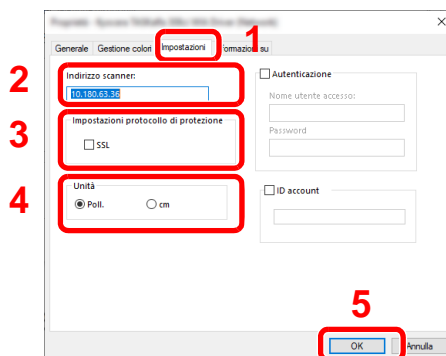 1
Generale Gestione colori Impostazioni formazioni su
2
Indirizzo scanner:
10.180.63.36
Autenticazione
Nome utente accesso:
Password
3
Impostazioni protocollo di protezione
SSL
4
Unità
Poll. cm
ID account
5
OK Annulla